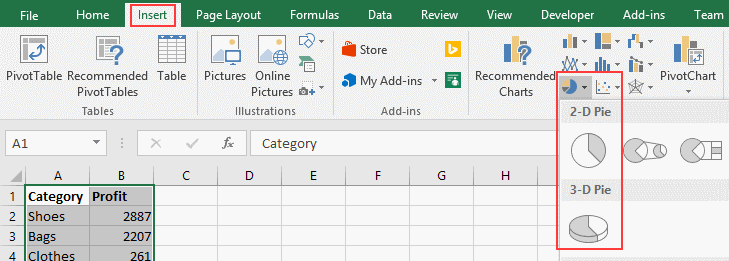 File Home Insert Page Layout Formulas Data Review View Developer Add-ins Team
PivotTable Recommended PivotTables Table
Tables
Pictures Online Pictures
Illustrations
Store
My Add-ins
Add-ins
Recommended Charts
PivotChart
2-D Pie
3-D Pie
A1 fx Category
A B C D E F G H
1 Category Profit
2 Shoes 2887
3 Bags 2207
4 Clothes 261